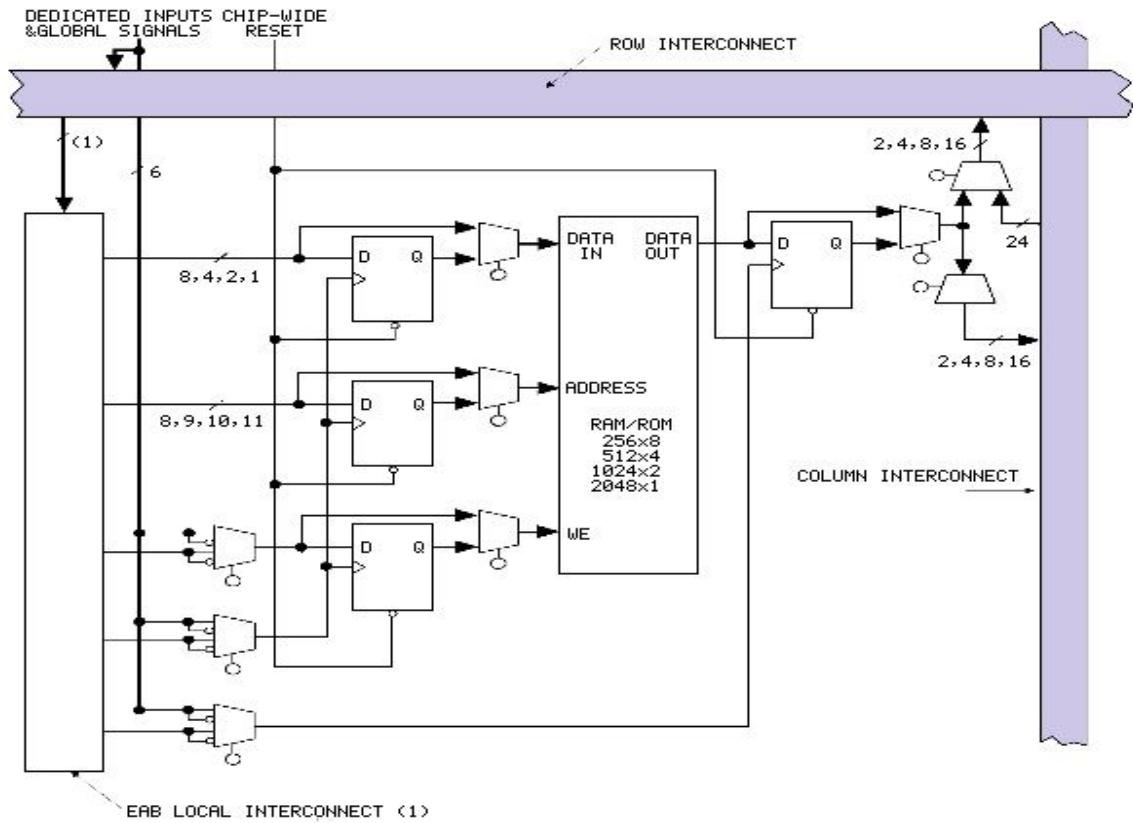 DEDICATED INPUTS
&GLOBAL SIGNALS
CHIP-WIDE
RESET
ROW INTERCONNECT
(1)
6
2,4,8,16
24
2,4,8,16
8,4,2,1
D Q
DATA IN
DATA OUT
D Q
8,9,10,11
D Q
ADDRESS
RAM/ROM
256x8
512x4
1024x2
2048x1
COLUMN INTERCONNECT
D Q
WE
EAB LOCAL INTERCONNECT (1)